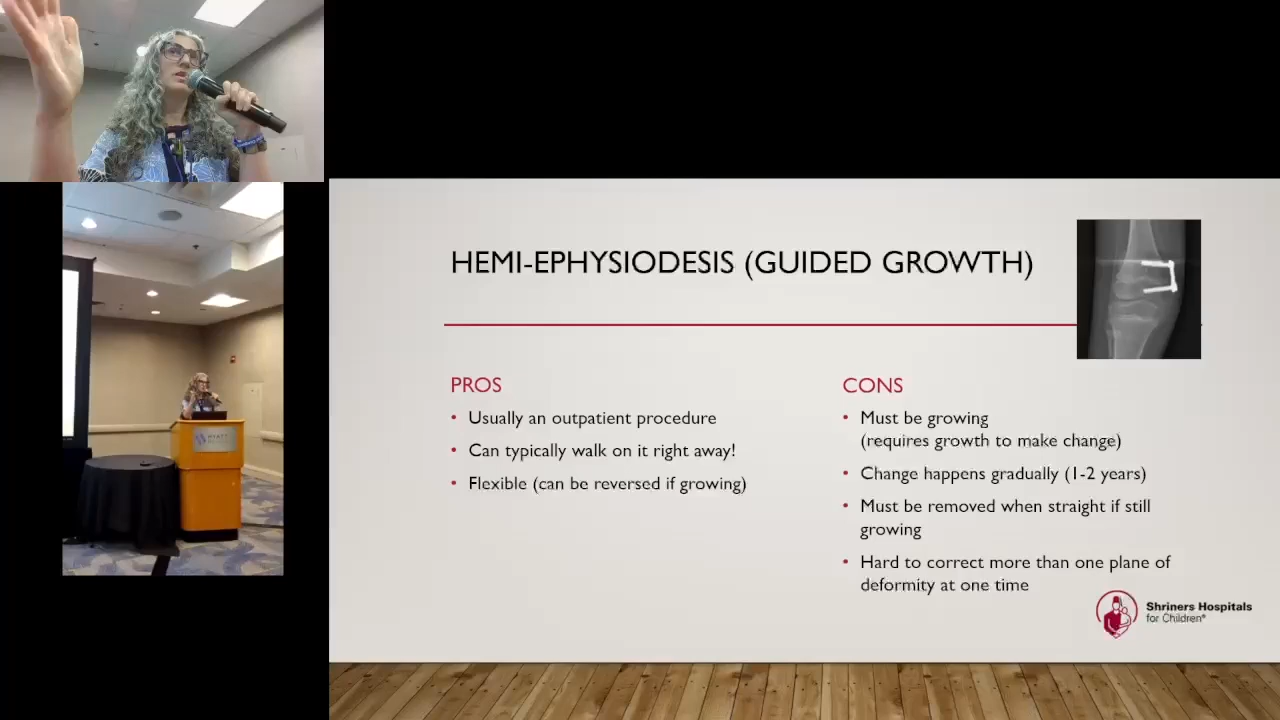 HEMI-EPHYSIODESIS (GUIDED GROWTH)
PROS
• Usually an outpatient procedure
• Can typically walk on it right away!
• Flexible (can be reversed if growing)
CONS
• Must be growing
(requires growth to make change)
• Change happens gradually (1-2 years)
• Must be removed when straight if still
growing
• Hard to correct more than one plane of
deformity at one time
Shriners Hospitals
for Children®
HYATT